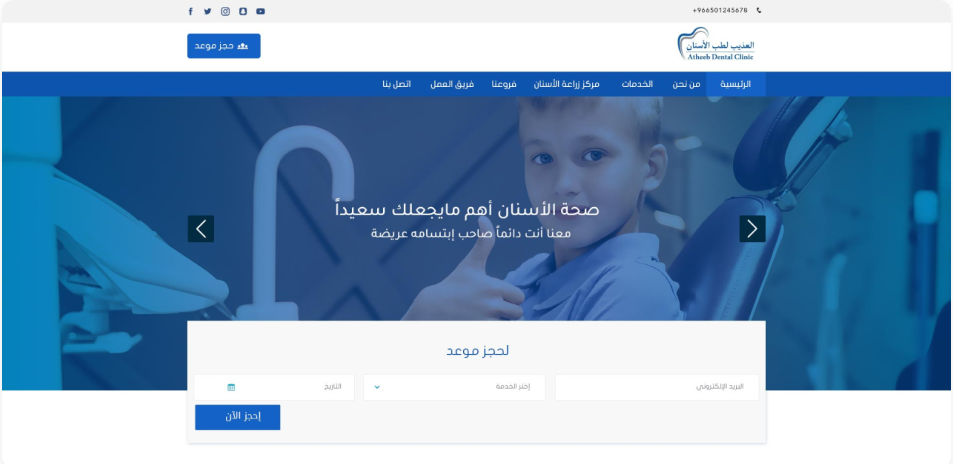 +966501245678
العذيب لطب الأسنان
Atheeb Dental Clinic
حجز موعد
الرئيسية من نحن الخدمات مركز زراعة الأسنان فروعنا فريق العمل اتصل بنا
صحة الأسنان أهم مايجعلك سعيداً
معنا أنت دائماً صاحب إبتسامه عريضة
لحجز موعد
البريد الإلكتروني
إختر الخدمة
التاريخ
إحجز الآن